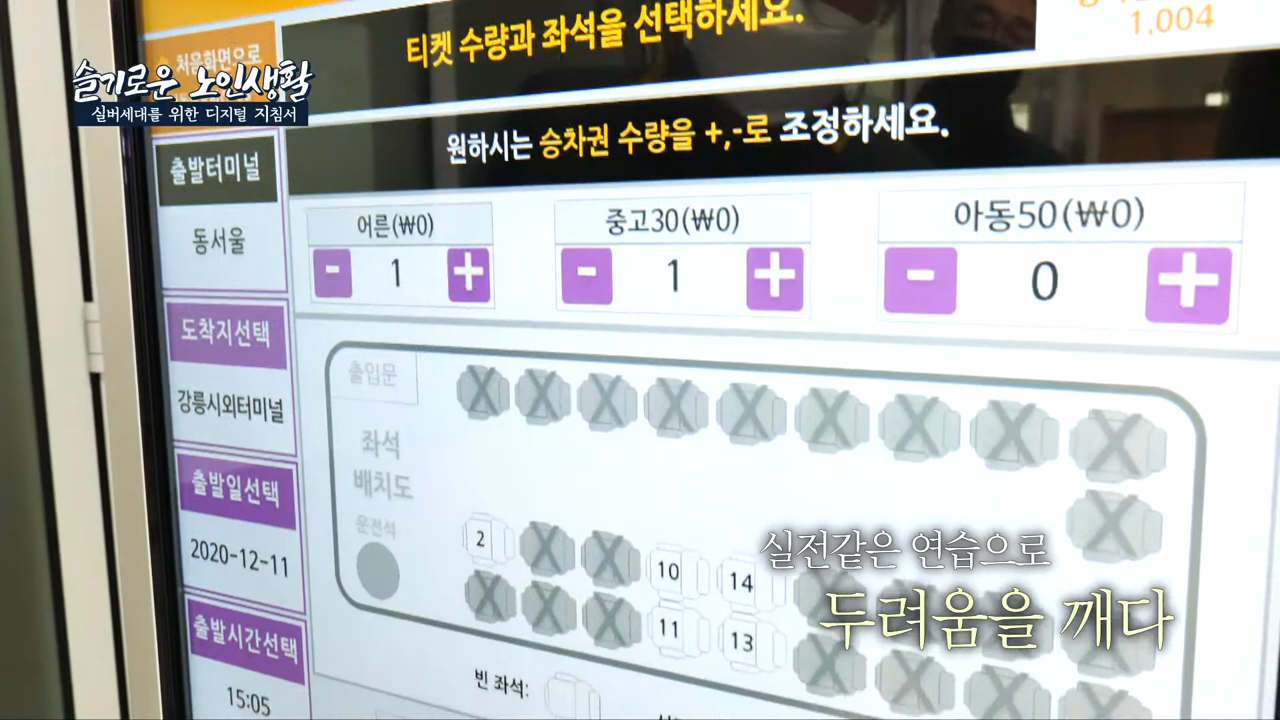 티켓 수량과 좌석을 선택하세요.
1,004
처음화면으로
슬기로운 노인생활
실버세대를 위한 디지털 지침서
원하시는 승차권 수량을 +,-로 조정하세요.
출발터미널
동서울
도착지선택
강릉시외터미널
출발일선택
2020-12-11
출발시간선택
15:05
어른(₩0)
- 1 +
중고30(₩0)
- 1 +
아동50(₩0)
- 0 +
출입문
좌석
배치도
운전석
2
10
14
11
13
빈 좌석:
실전같은 연습으로
두려움을 깨다